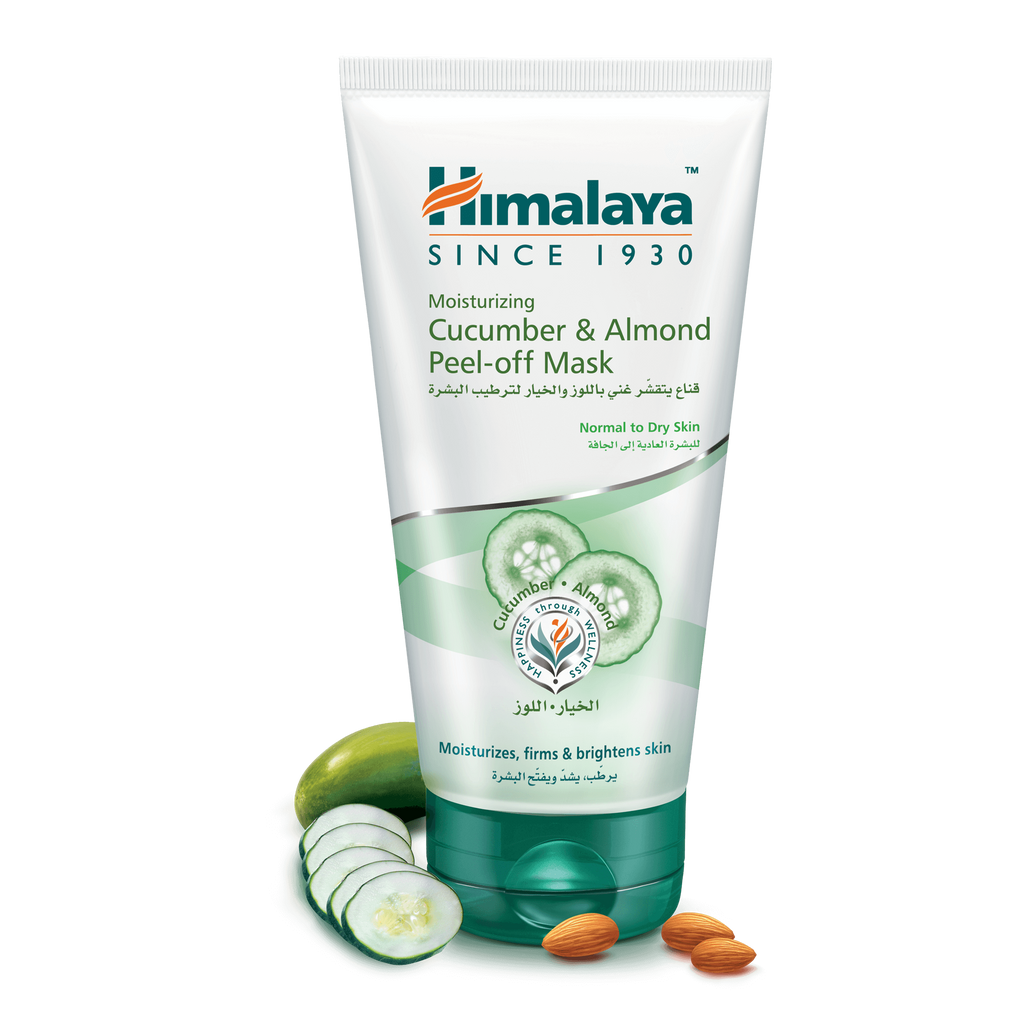 Himalaya™
SINCE 1930
Moisturizing
Cucumber & Almond
Peel-off Mask
قناع يتقشّر غني باللوز والخيار لترطيب البشرة
Normal to Dry Skin
للبشرة العادية إلى الجافة
Cucumber • Almond
HAPPINESS through WELLNESS
الخيار • اللوز
Moisturizes, firms & brightens skin
يرطّب، يشدّ ويفتّح البشرة